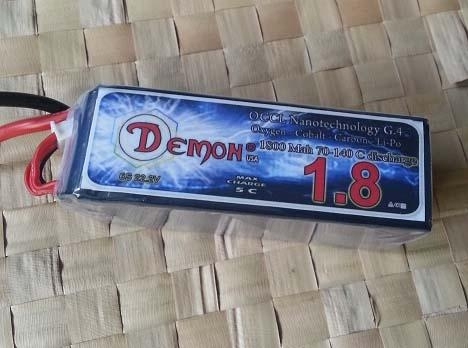 OCCL Nanotechnology G.4
Oxygen - Cobalt - Carbon - Li-Po
1800 Mah 70-140 C discharge
DEMON®
USA
1.8
6S 22.2V
MAX
CHARGE
5 C